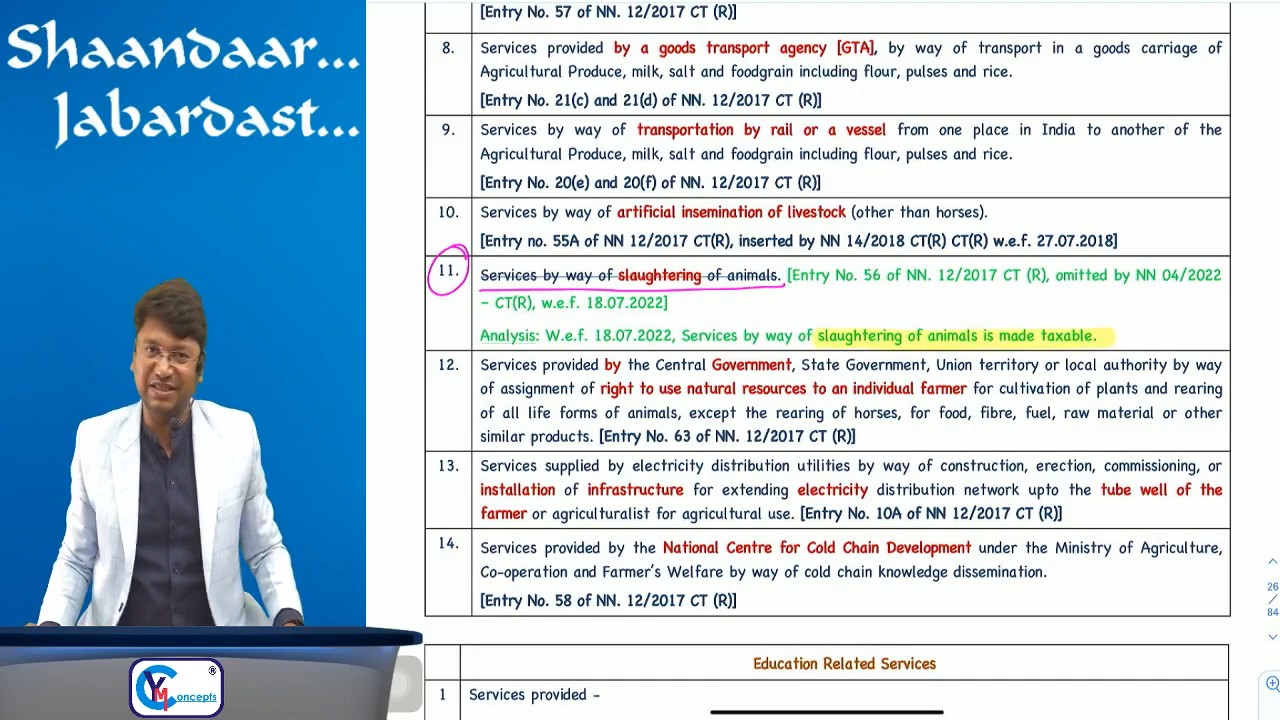 Shaandaar...
Jabardast...
[Entry No. 57 of NN. 12/2017 CT (R)]
8. Services provided by a goods transport agency [GTA], by way of transport in a goods carriage of
Agricultural Produce, milk, salt and foodgrain including flour, pulses and rice.
[Entry No. 21(c) and 21(d) of NN. 12/2017 CT (R)]
9. Services by way of transportation by rail or a vessel from one place in India to another of the
Agricultural Produce, milk, salt and foodgrain including flour, pulses and rice.
[Entry No. 20(e) and 20(f) of NN. 12/2017 CT (R)]
10. Services by way of artificial insemination of livestock (other than horses).
[Entry no. 55A of NN 12/2017 CT(R), inserted by NN 14/2018 CT(R) CT(R) w.e.f. 27.07.2018]
11. Services by way of slaughtering of animals. [Entry No. 56 of NN. 12/2017 CT (R), omitted by NN 04/2022
– CT(R), w.e.f. 18.07.2022]
Analysis: W.e.f. 18.07.2022, Services by way of slaughtering of animals is made taxable.
12. Services provided by the Central Government, State Government, Union territory or local authority by way
of assignment of right to use natural resources to an individual farmer for cultivation of plants and rearing
of all life forms of animals, except the rearing of horses, for food, fibre, fuel, raw material or other
similar products. [Entry No. 63 of NN. 12/2017 CT (R)]
13. Services supplied by electricity distribution utilities by way of construction, erection, commissioning, or
installation of infrastructure for extending electricity distribution network upto the tube well of the
farmer or agriculturalist for agricultural use. [Entry No. 10A of NN 12/2017 CT (R)]
14. Services provided by the National Centre for Cold Chain Development under the Ministry of Agriculture,
Co-operation and Farmer's Welfare by way of cold chain knowledge dissemination.
[Entry No. 58 of NN. 12/2017 CT (R)]
Education Related Services
1 Services provided –
26
/
84
YM Concepts ®